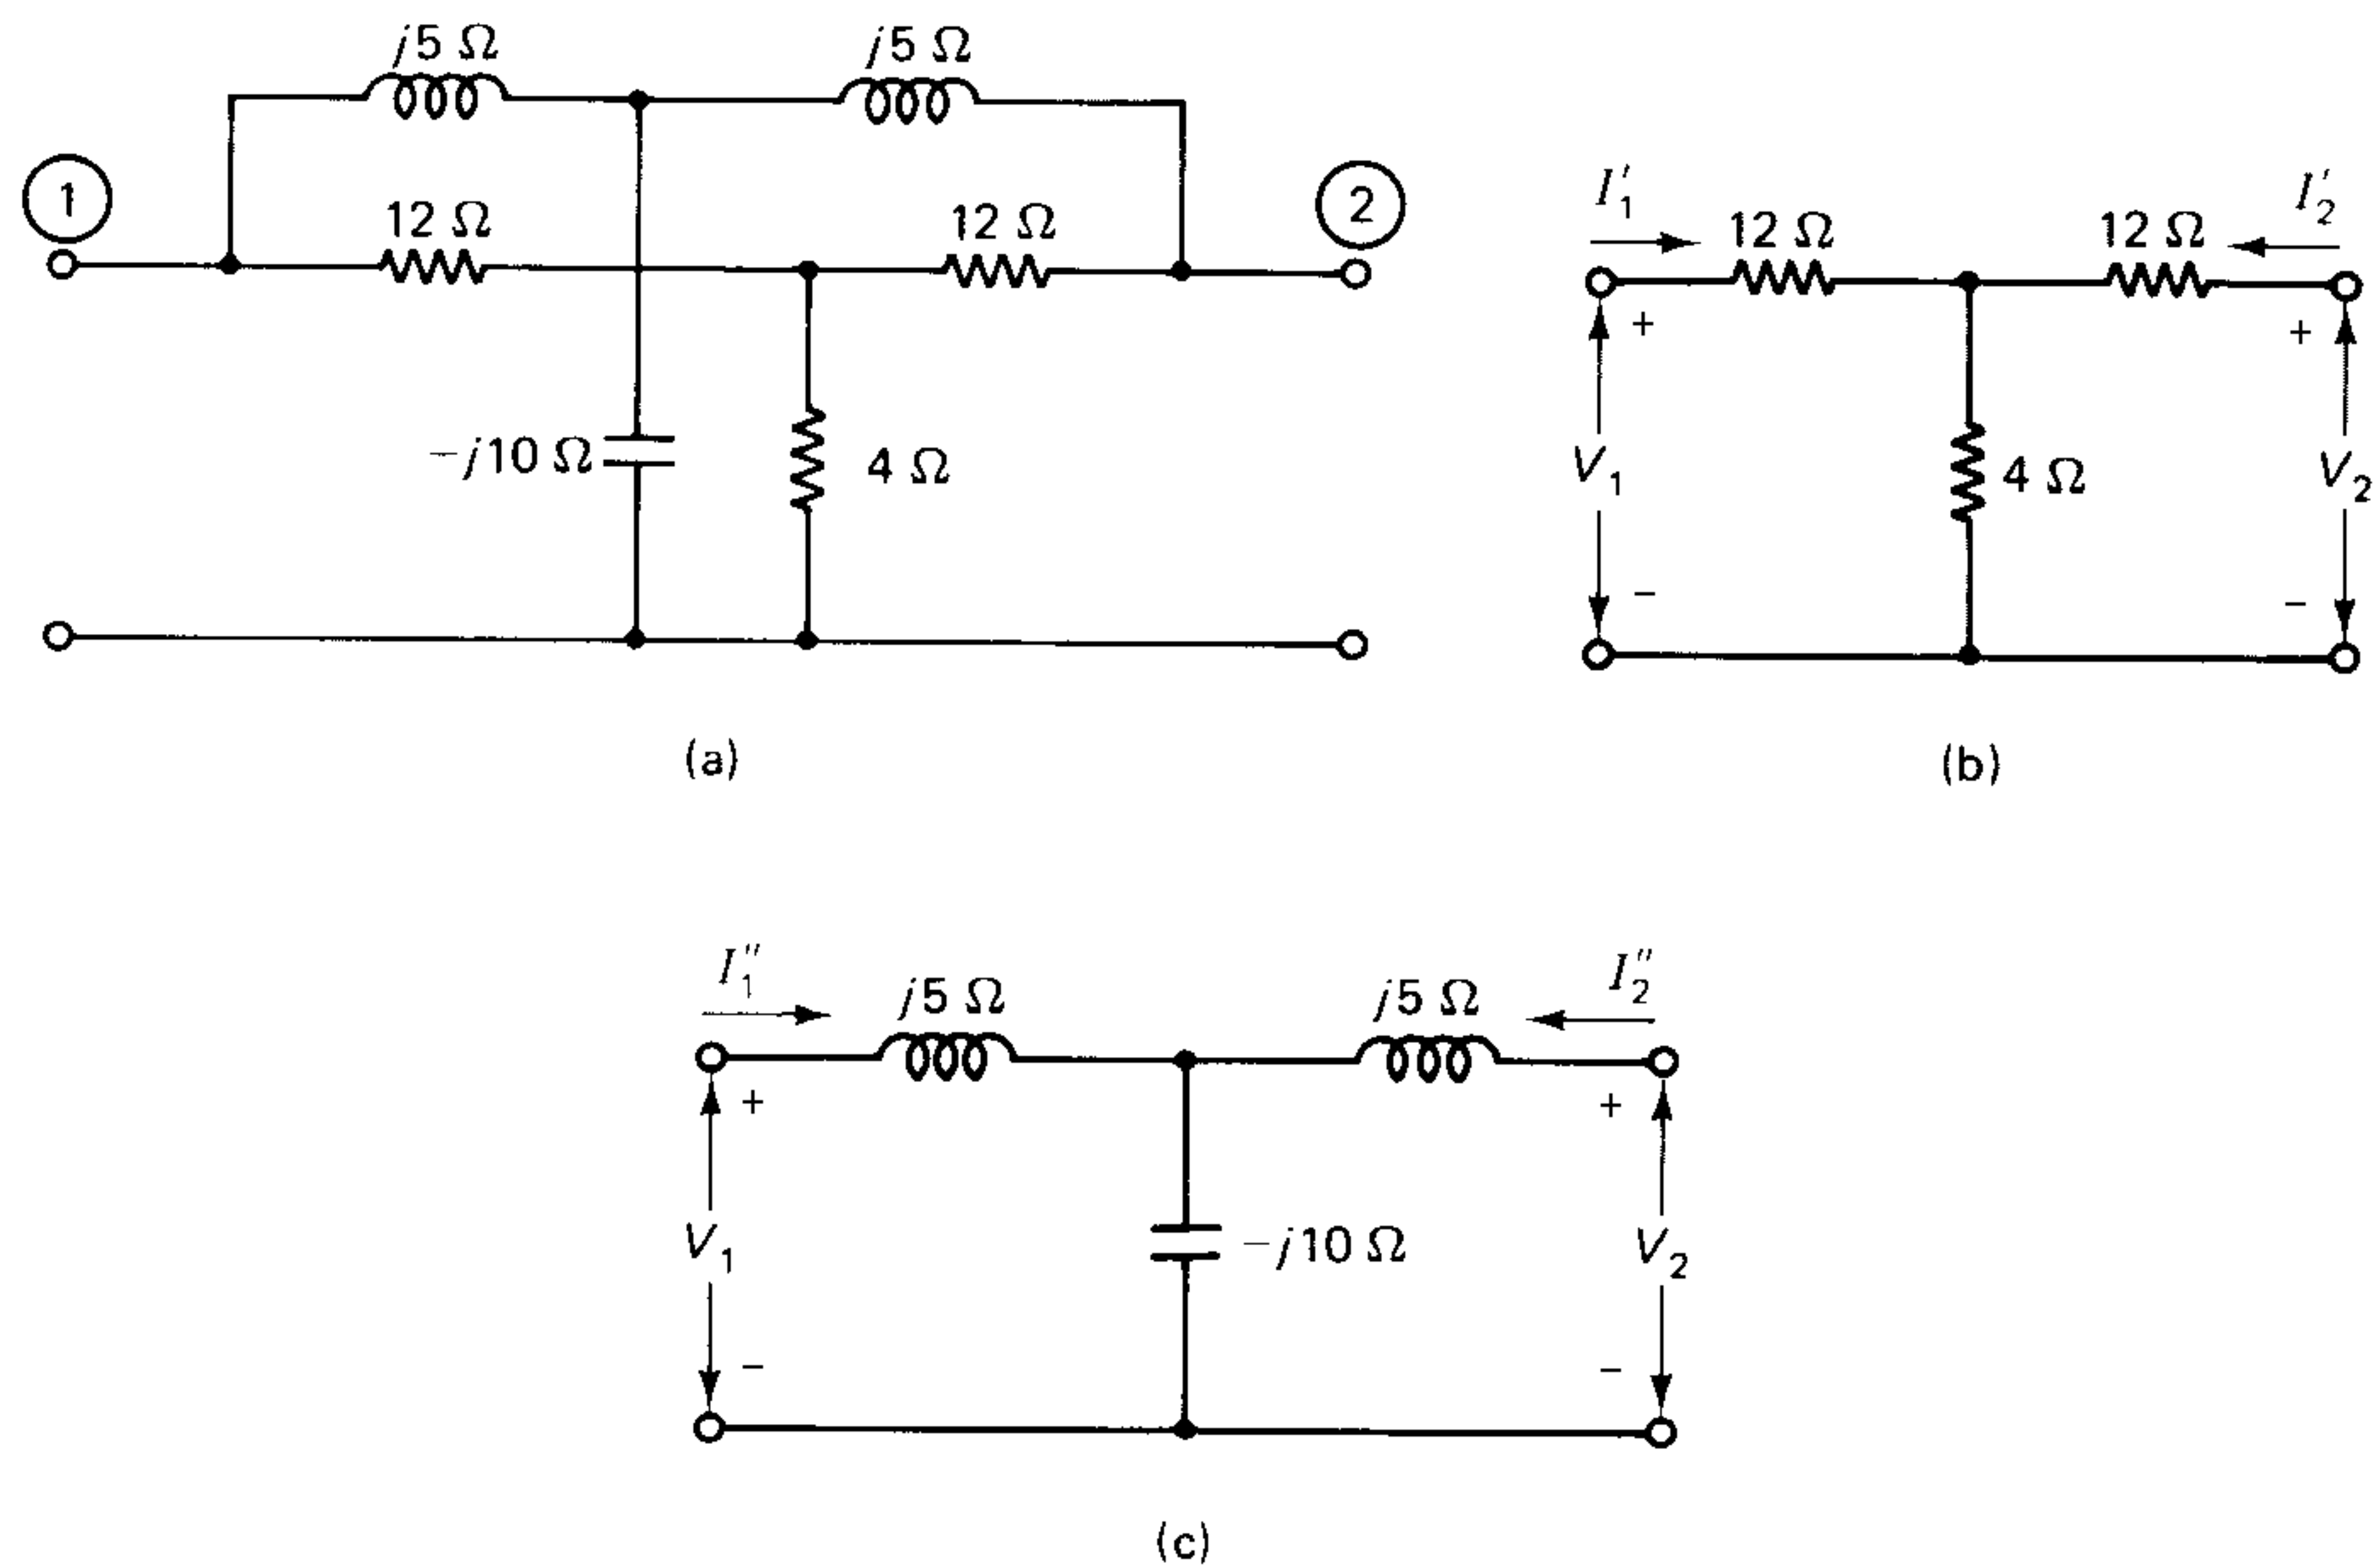 j5 Ω j5 Ω
1 12 Ω 12 Ω 2
−j10 Ω 4 Ω
(a)
I′1 12 Ω 12 Ω I′2
+ +
V1 4 Ω V2
− −
(b)
I″1 j5 Ω j5 Ω I″2
+ +
V1 −j10 Ω V2
− −
(c)